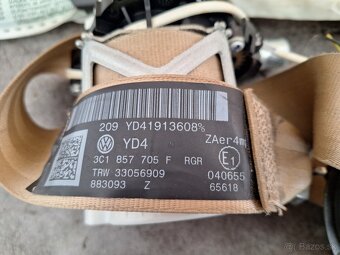 209 YD41913608%
ZAer4m
YD4
3C1 857 705 F RGR
E1
TRW 33056909
040655
883093 Z
65618